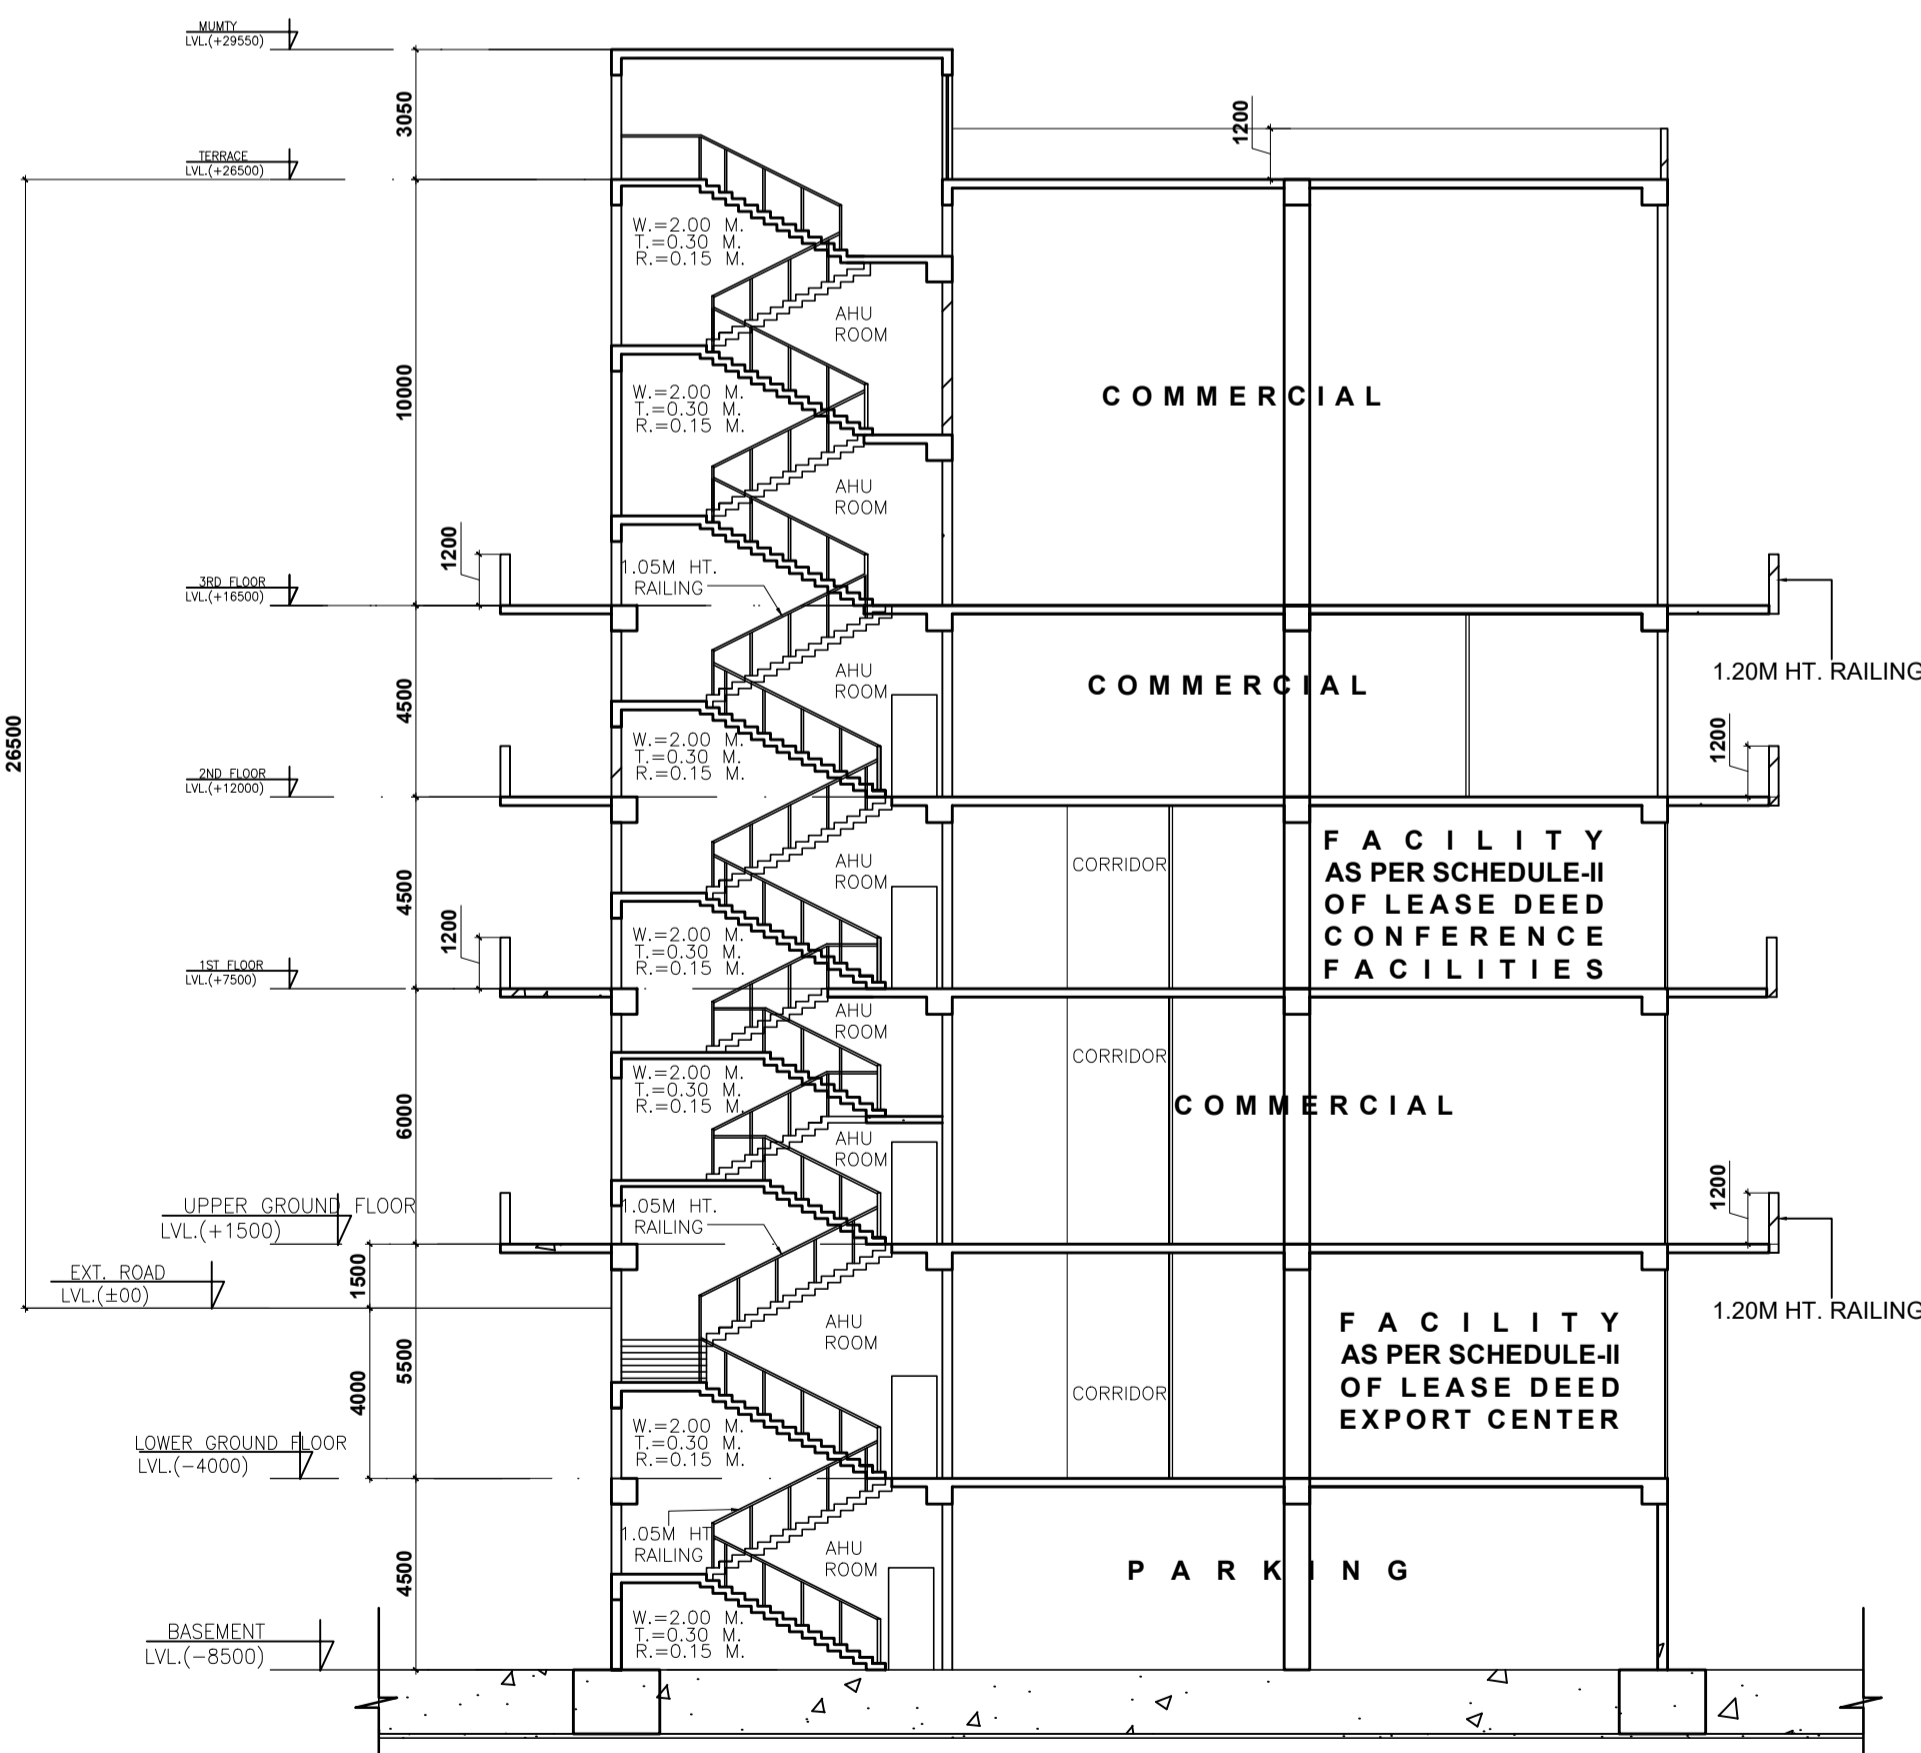 MUMTY
LVL.(+29550)
3050
1200
TERRACE
LVL.(+26500)
W.=2.00 M.
T.=0.30 M.
R.=0.15 M.
AHU
ROOM
10000
W.=2.00 M.
T.=0.30 M.
R.=0.15 M.
COMMERCIAL
AHU
ROOM
1200
1.05M HT.
RAILING
3RD FLOOR
LVL.(+16500)
AHU
ROOM
COMMERCIAL
1.20M HT. RAILING
4500
26500
W.=2.00 M.
T.=0.30 M.
R.=0.15 M.
1200
2ND FLOOR
LVL.(+12000)
AHU
ROOM
CORRIDOR
FACILITY
AS PER SCHEDULE-II
OF LEASE DEED
CONFERENCE
FACILITIES
4500
1200
W.=2.00 M.
T.=0.30 M.
R.=0.15 M.
1ST FLOOR
LVL.(+7500)
AHU
ROOM
CORRIDOR
W.=2.00 M.
T.=0.30 M.
R.=0.15 M.
6000
COMMERCIAL
AHU
ROOM
1200
UPPER GROUND FLOOR
LVL.(+1500)
1.05M HT.
RAILING
1500
EXT. ROAD
LVL.(±00)
1.20M HT. RAILING
AHU
ROOM
FACILITY
AS PER SCHEDULE-II
OF LEASE DEED
EXPORT CENTER
5500
4000
CORRIDOR
W.=2.00 M.
T.=0.30 M.
R.=0.15 M.
LOWER GROUND FLOOR
LVL.(-4000)
1.05M HT
RAILING
AHU
ROOM
4500
PARKING
W.=2.00 M.
T.=0.30 M.
R.=0.15 M.
BASEMENT
LVL.(-8500)